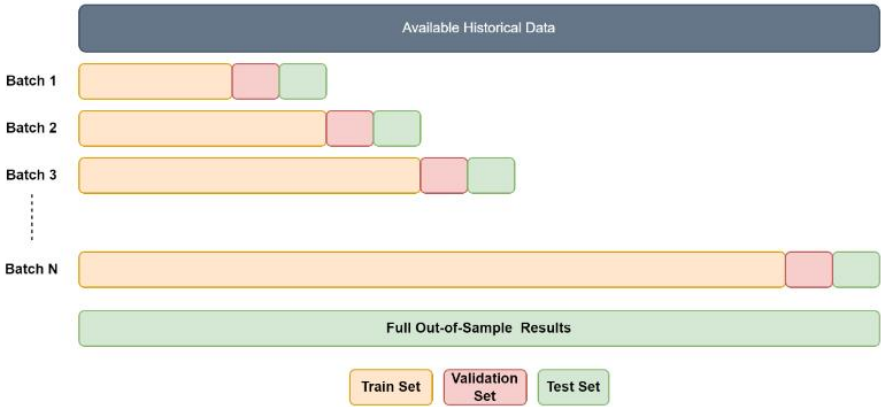 Available Historical Data
Batch 1
Batch 2
Batch 3
Batch N
Full Out-of-Sample Results
Train Set
Validation
Set
Test Set